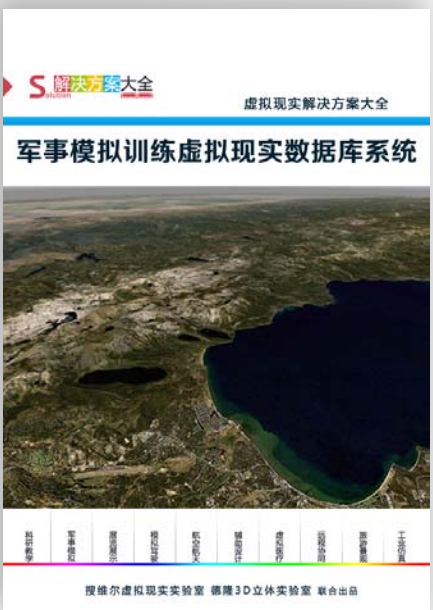 Solution 解决方案大全
虚拟现实解决方案大全
军事模拟训练虚拟现实数据库系统
科研教学
军事模拟
展览展示
模拟驾驶
航空航天
辅助设计
虚拟医疗
远程协同
旅游景观
工业仿真
搜维尔虚拟现实实验室 德隆3D立体实验室 联合出品